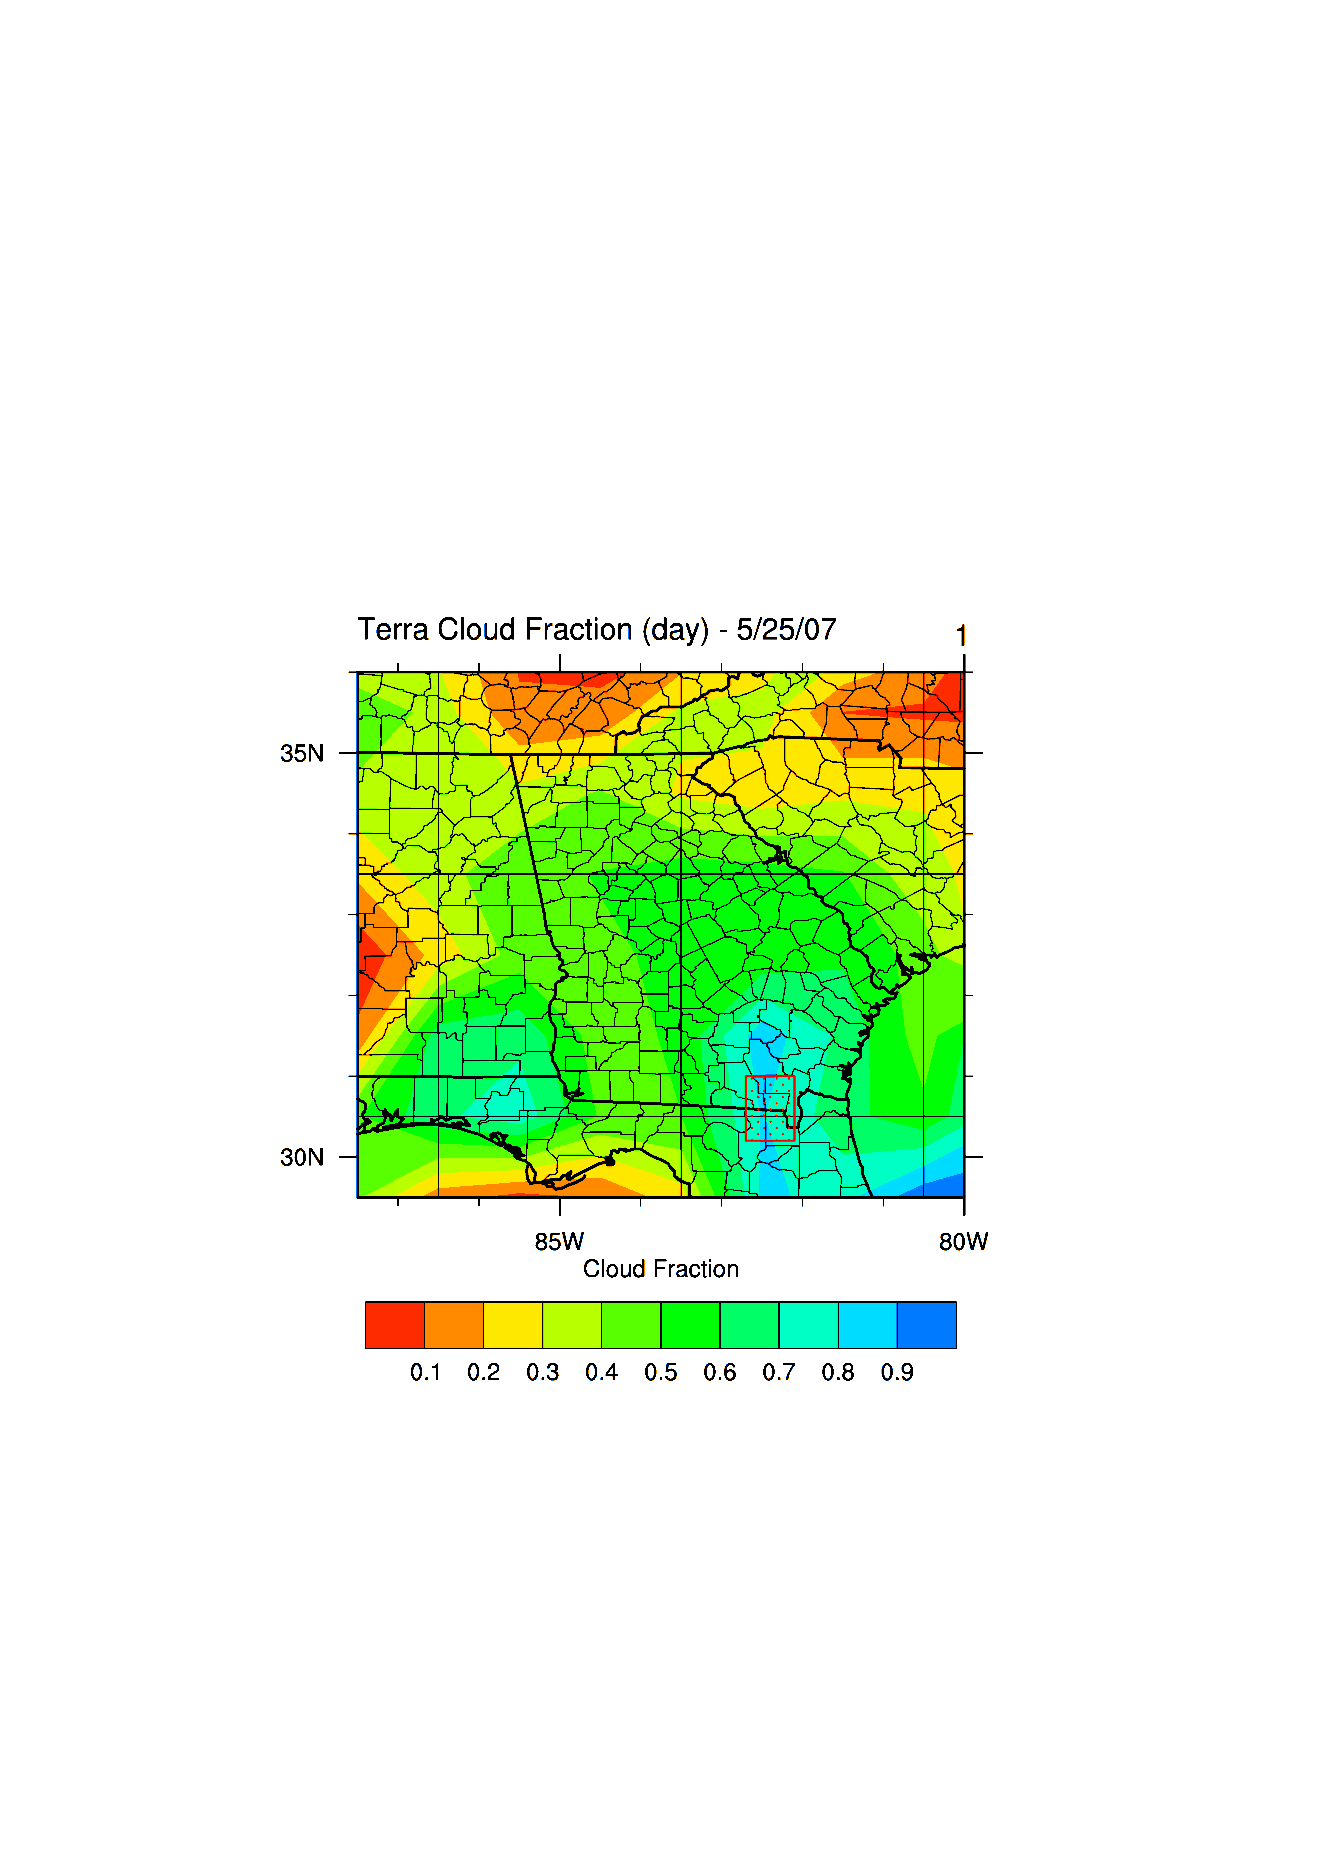 Terra Cloud Fraction (day) - 5/25/07
1
35N
30N
85W 80W
Cloud Fraction
0.1 0.2 0.3 0.4 0.5 0.6 0.7 0.8 0.9